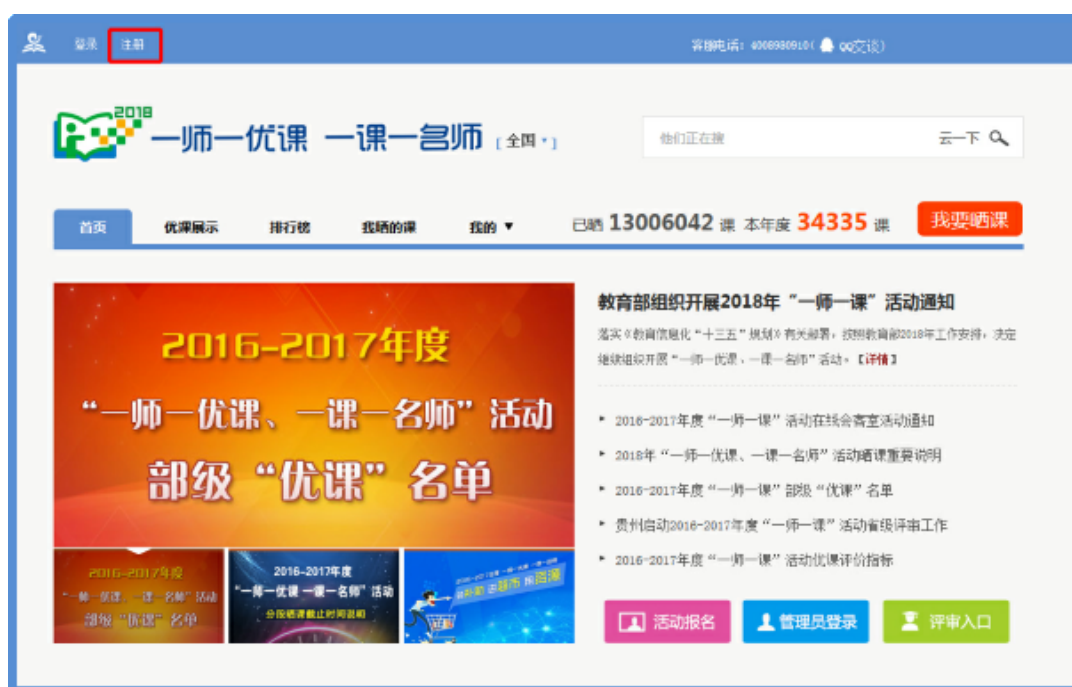 登录 注册 客服电话：4008980910( QQ交谈)
2018
一师一优课 一课一名师 [ 全国 ]
他们正在搜 云一下
首页 优课展示 排行榜 我晒的课 我的 ▼ 已晒 13006042 课 本年度 34335 课 我要晒课
2016-2017年度
“一师一优课、一课一名师”活动
部级“优课”名单
教育部组织开展2018年“一师一课”活动通知
落实《教育信息化“十三五”规划》有关部署，按照教育部2018年工作安排，决定
继续组织开展“一师一优课、一课一名师”活动。【详情】
2016-2017年度“一师一课”活动在线会客室活动通知
2018年“一师一优课、一课一名师”活动晒课重要说明
2016-2017年度“一师一课”部级“优课”名单
贵州启动2016-2017年度“一师一课”活动省级评审工作
2016-2017年度“一师一课”活动优课评价指标
2016-2017年度
“一师一优课、一课一名师”活动
部级“优课”名单
2016-2017年度
“一师一优课 一课一名师”活动
分段晒课截止时间说明
活动报名 管理员登录 评审入口